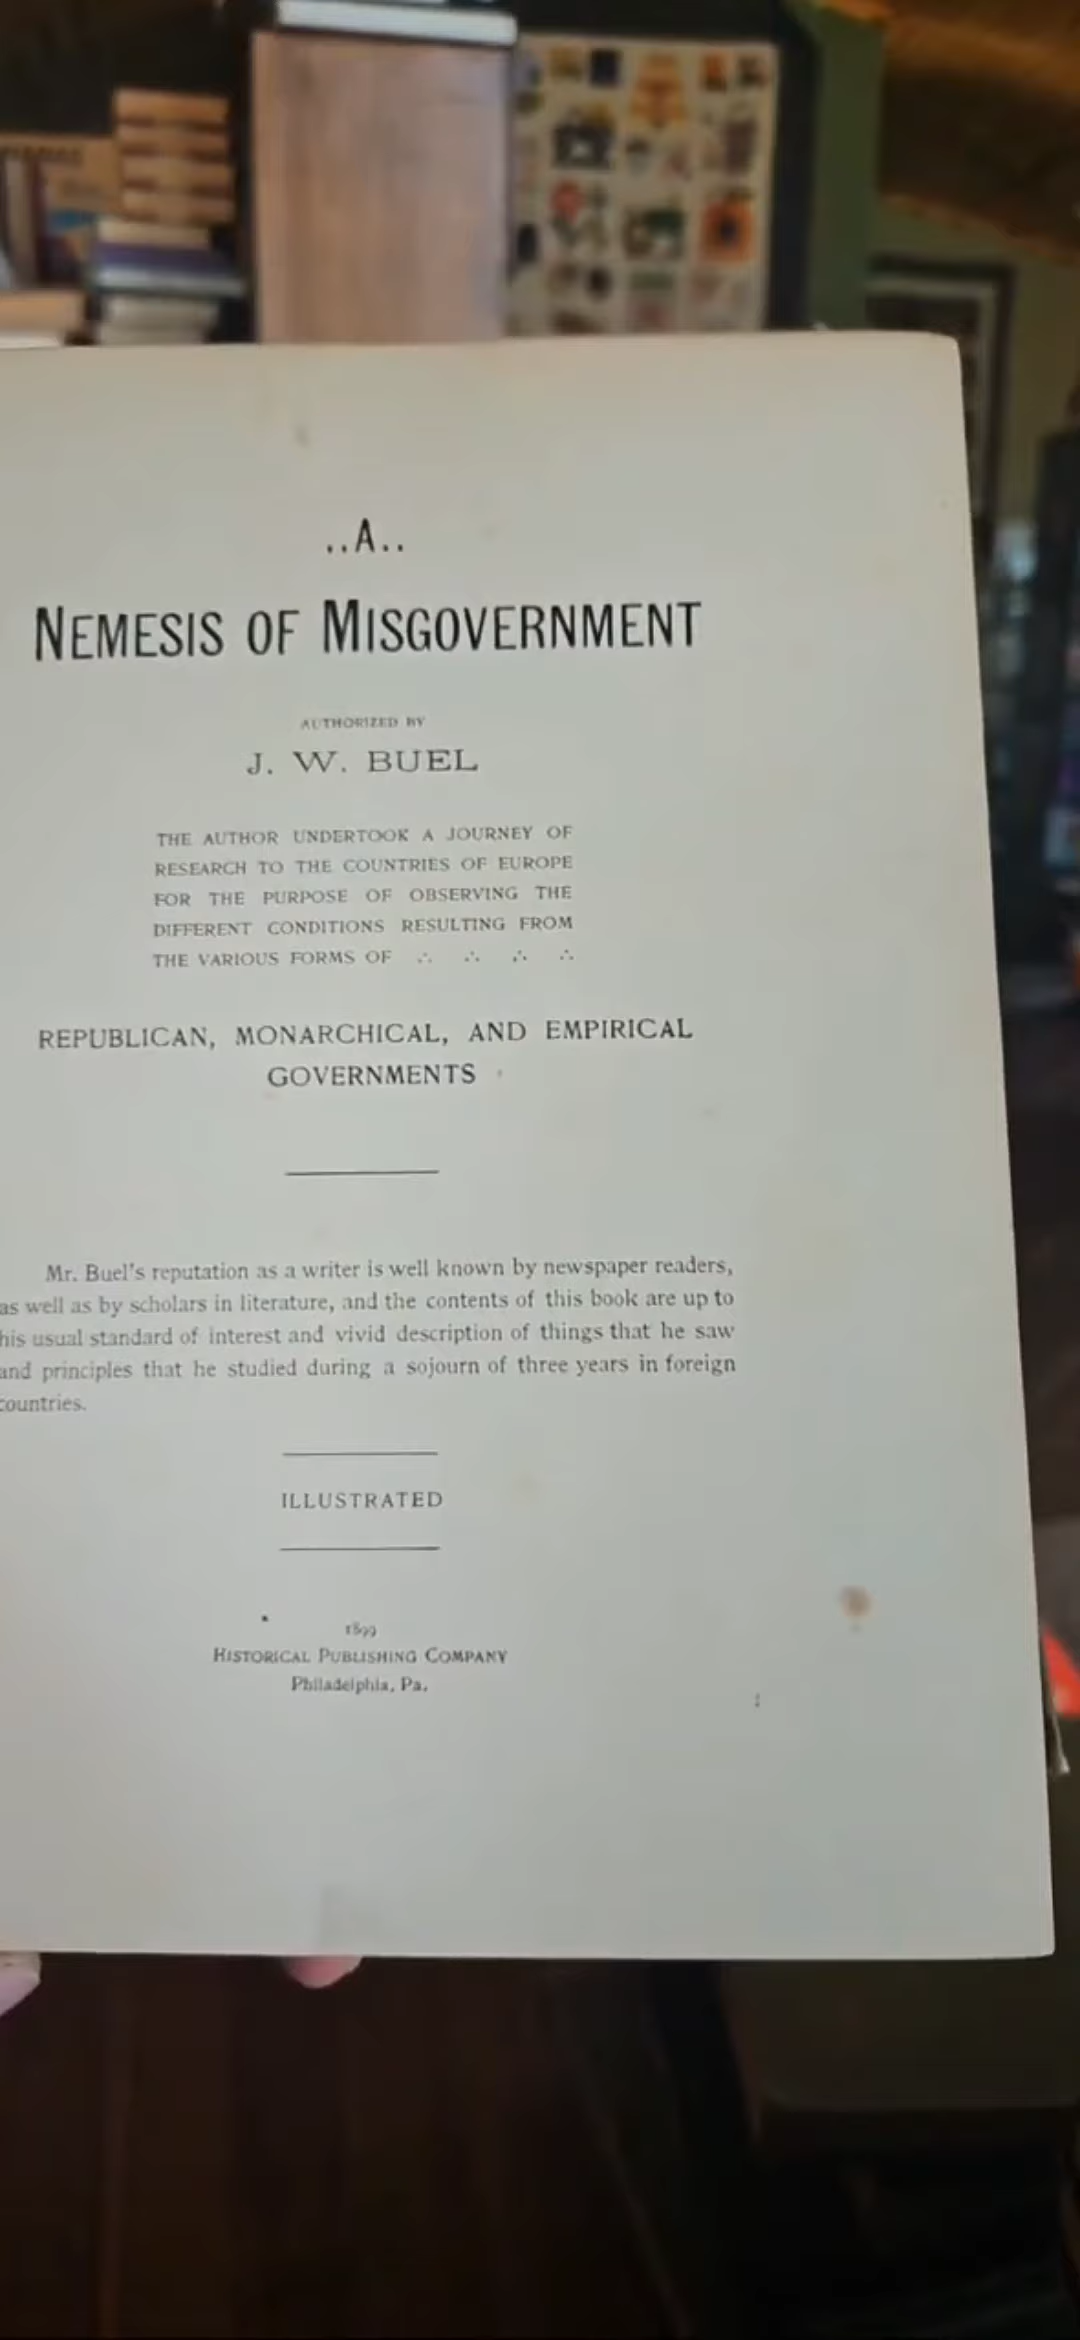 ..A..
NEMESIS OF MISGOVERNMENT
AUTHORIZED BY
J. W. BUEL
THE AUTHOR UNDERTOOK A JOURNEY OF
RESEARCH TO THE COUNTRIES OF EUROPE
FOR THE PURPOSE OF OBSERVING THE
DIFFERENT CONDITIONS RESULTING FROM
THE VARIOUS FORMS OF ∴ ∴ ∴ ∴
REPUBLICAN, MONARCHICAL, AND EMPIRICAL
GOVERNMENTS
Mr. Buel's reputation as a writer is well known by newspaper readers,
as well as by scholars in literature, and the contents of this book are up to
his usual standard of interest and vivid description of things that he saw
and principles that he studied during a sojourn of three years in foreign
countries.
ILLUSTRATED
1899
HISTORICAL PUBLISHING COMPANY
Philadelphia, Pa.